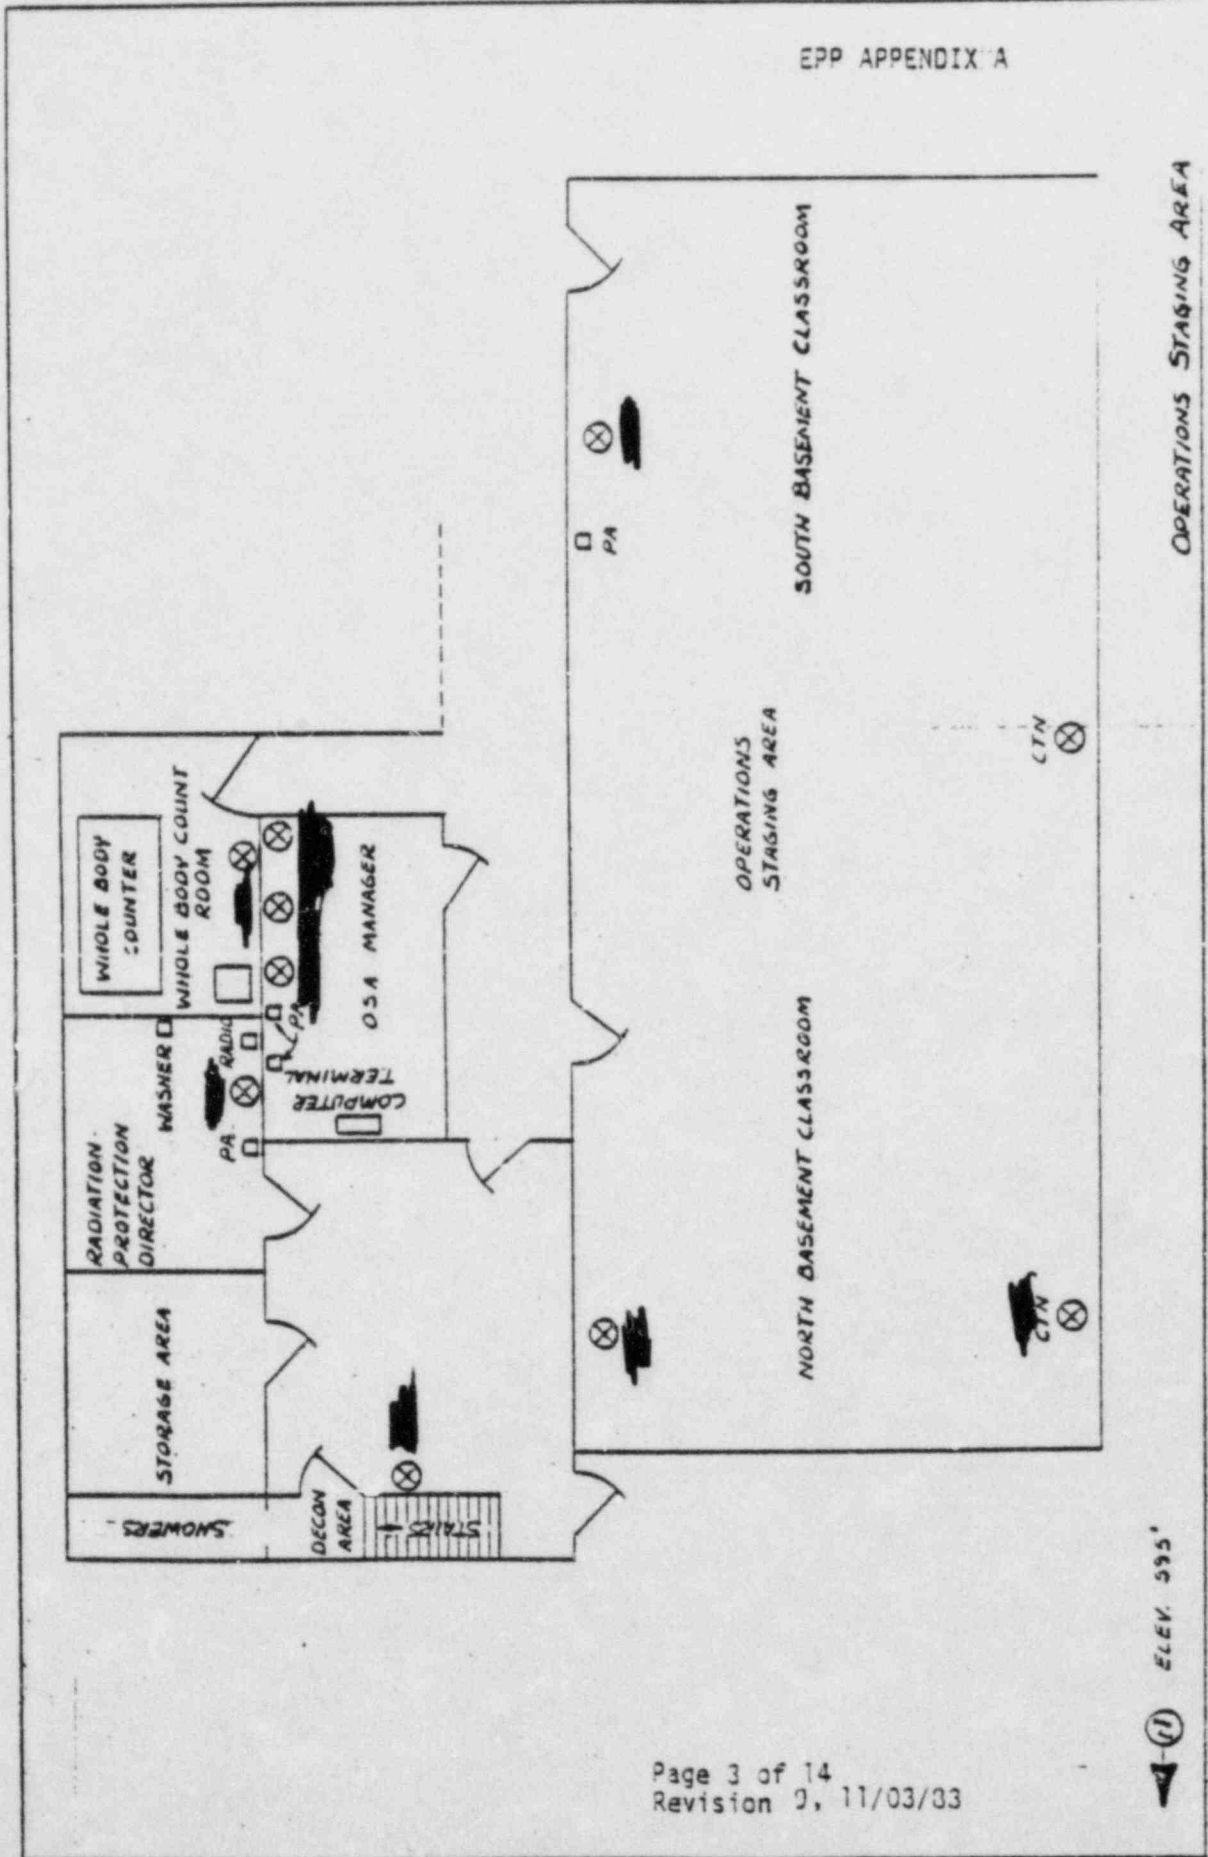 EPP APPENDIX A
OPERATIONS STAGING AREA
WHOLE BODY
COUNTER
WHOLE BODY COUNT
ROOM
RADIATION
PROTECTION
DIRECTOR
WASHER
RADIO
PA
PA
OSA MANAGER
COMPUTER
TERMINAL
STORAGE AREA
SHOWERS
DECON
AREA
STAIRS
SOUTH BASEMENT CLASSROOM
PA
OPERATIONS
STAGING AREA
CTN
NORTH BASEMENT CLASSROOM
CTN
N
ELEV. 595'
Page 3 of 14
Revision 9, 11/03/83